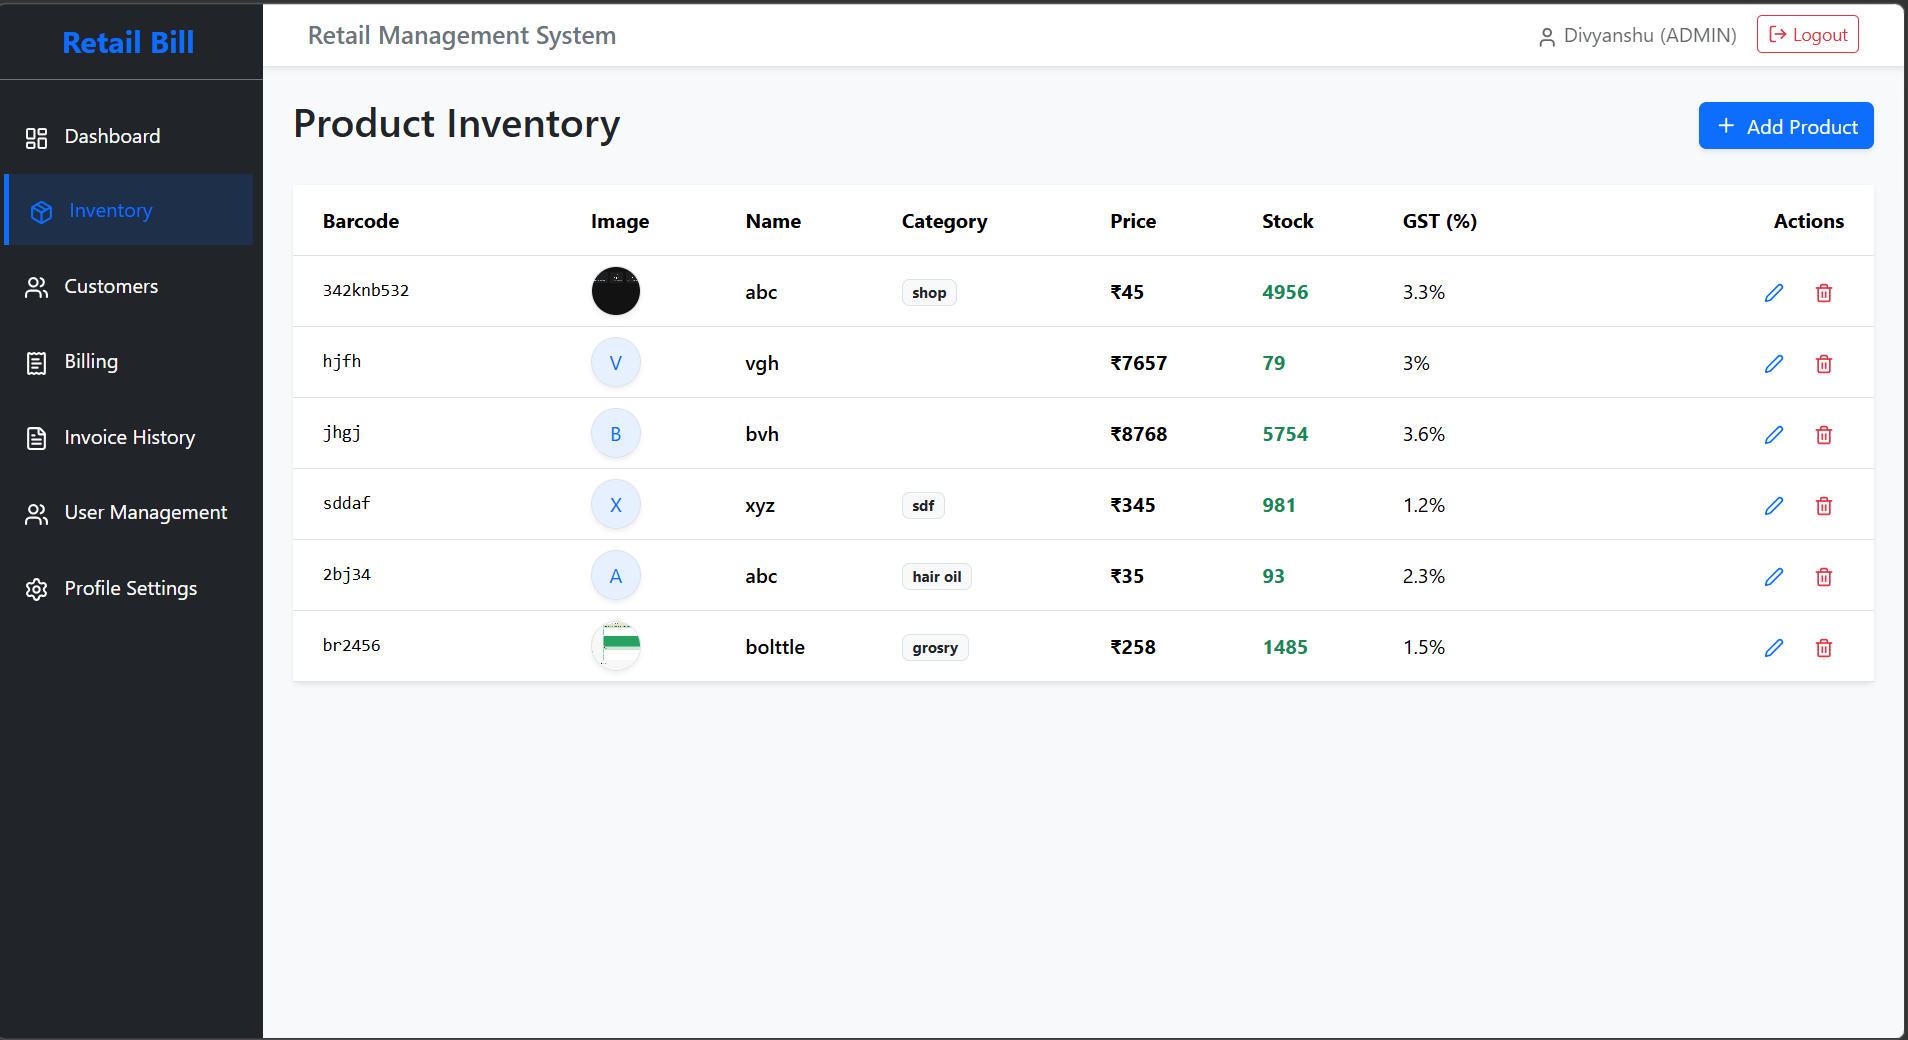 Retail Bill
Retail Management System
Divyanshu (ADMIN)
Logout
Dashboard
Inventory
Customers
Billing
Invoice History
User Management
Profile Settings
Product Inventory
+ Add Product
Barcode Image Name Category Price Stock GST (%) Actions
342knb532 abc shop ₹45 4956 3.3%
hjfh V vgh ₹7657 79 3%
jhgj B bvh ₹8768 5754 3.6%
sddaf X xyz sdf ₹345 981 1.2%
2bj34 A abc hair oil ₹35 93 2.3%
br2456 bolttle grosry ₹258 1485 1.5%